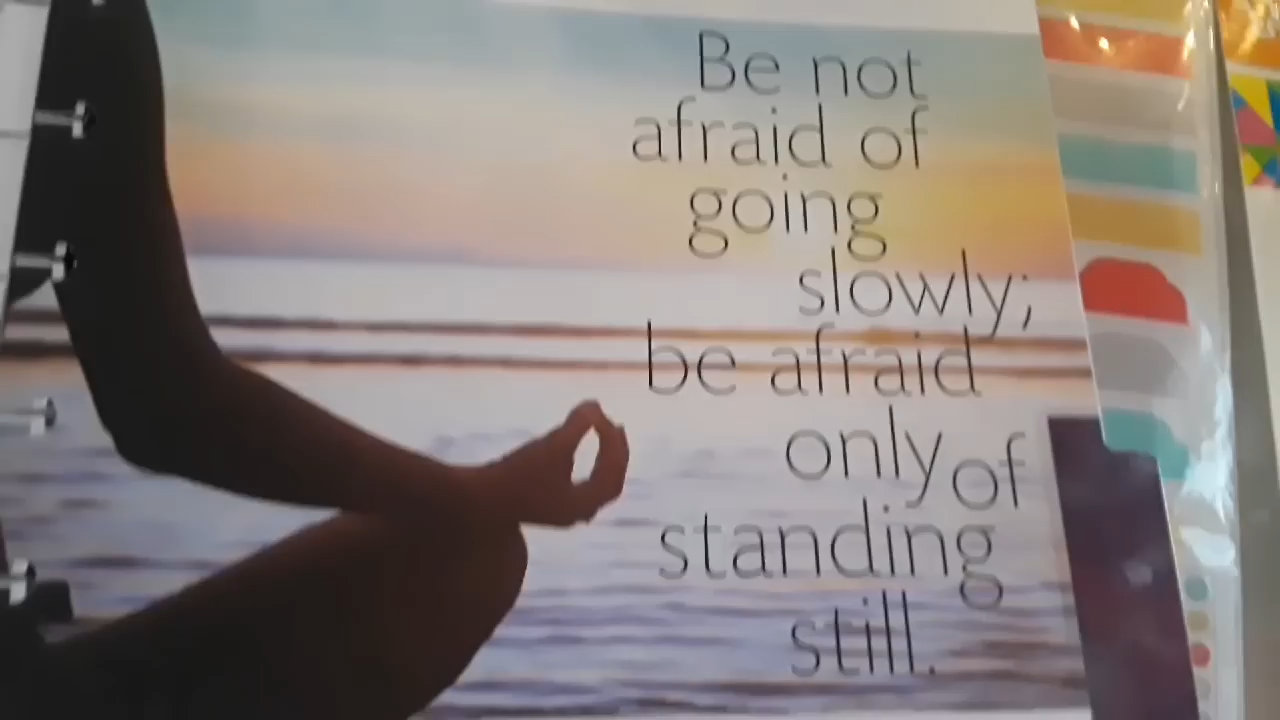 Be not
afraid of
going
slowly;
be afraid
only of
standing
still.